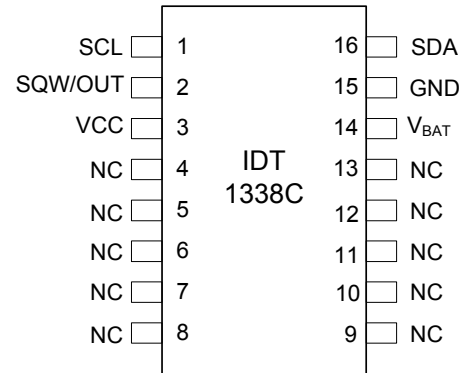 SCL 1 16 SDA
SQW/OUT 2 15 GND
VCC 3 14 VBAT
NC 4 IDT 13 NC
NC 5 1338C 12 NC
NC 6 11 NC
NC 7 10 NC
NC 8 9 NC